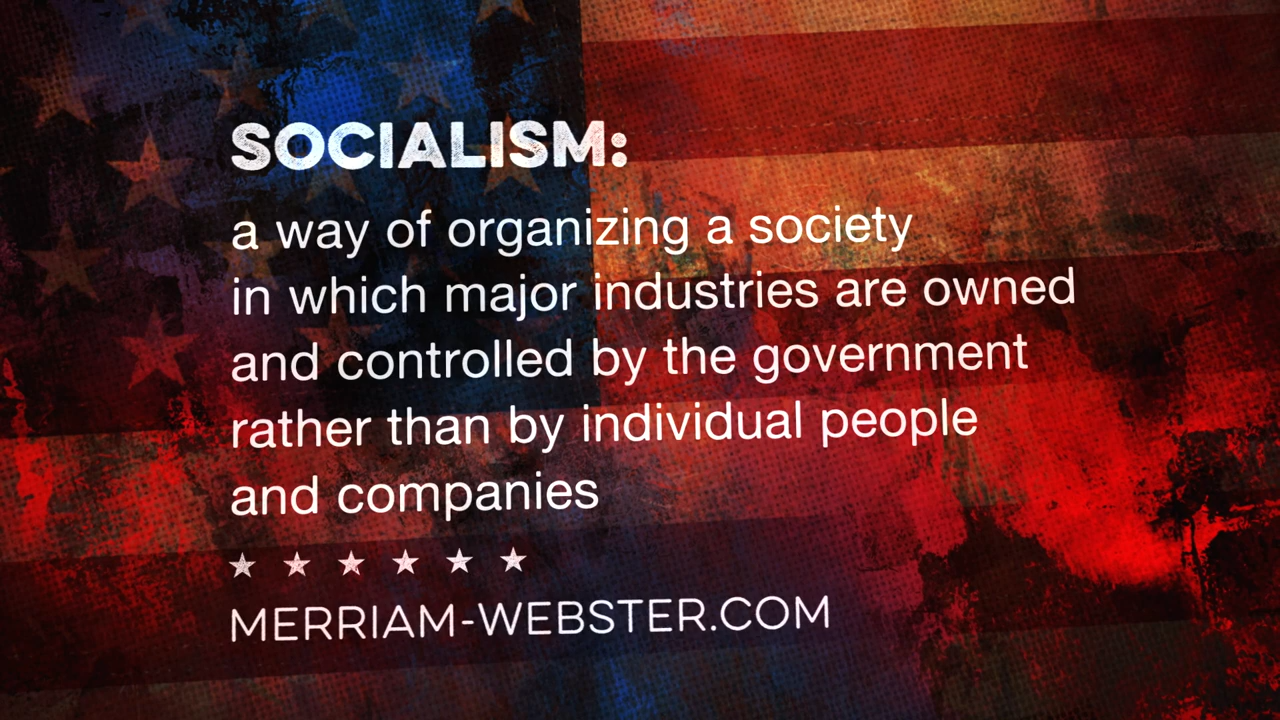 SOCIALISM:
a way of organizing a society
in which major industries are owned
and controlled by the government
rather than by individual people
and companies
MERRIAM-WEBSTER.COM